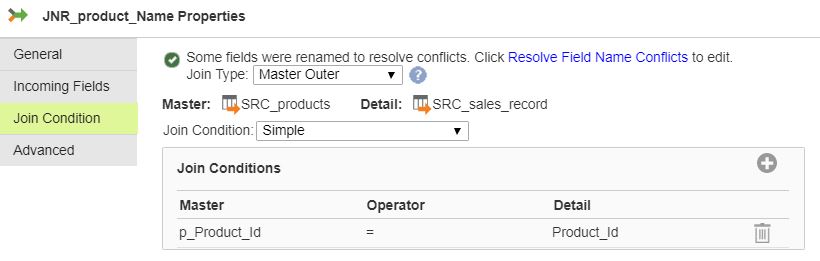 JNR_product_Name Properties
General
Incoming Fields
Join Condition
Advanced
Some fields were renamed to resolve conflicts. Click Resolve Field Name Conflicts to edit.
Join Type: Master Outer ?
Master: SRC_products Detail: SRC_sales_record
Join Condition: Simple
Join Conditions
Master Operator Detail
p_Product_Id = Product_Id